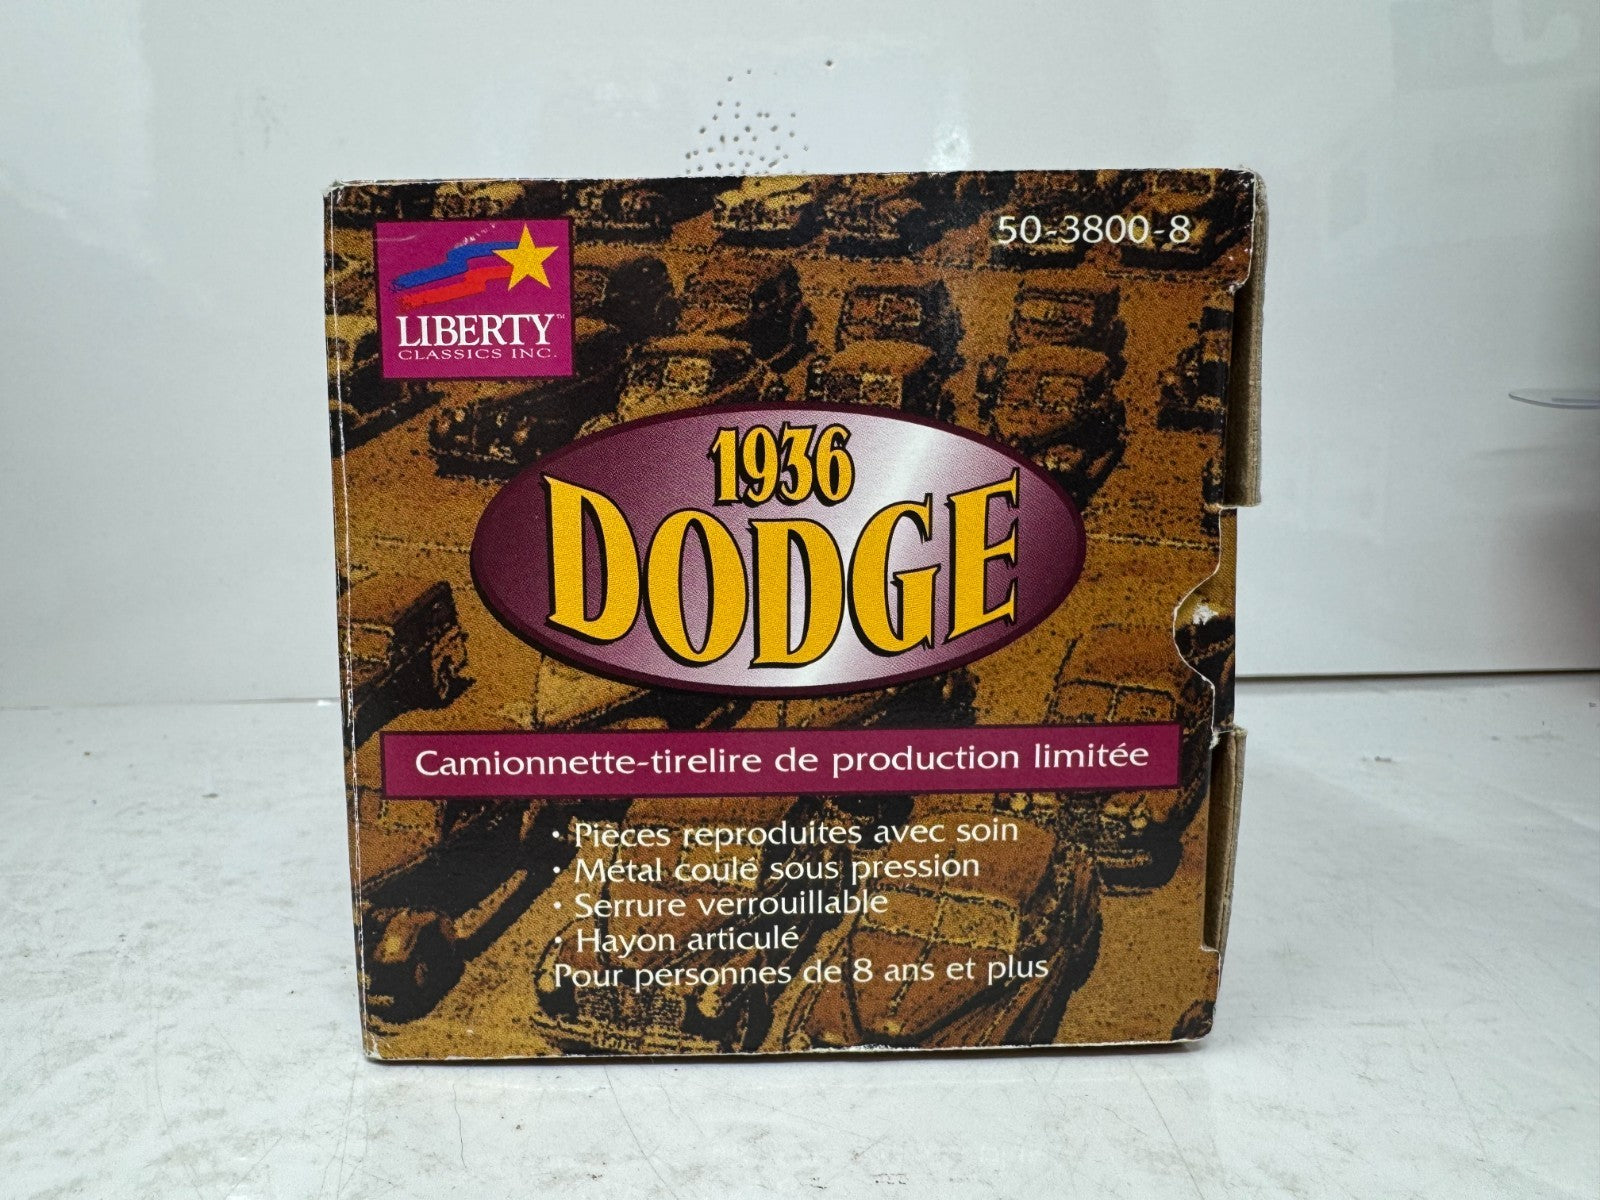 50-3800-8
LIBERTY™
CLASSICS INC.
1936
DODGE
Camionnette-tirelire de production limitée
• Pièces reproduites avec soin
• Métal coulé sous pression
• Serrure verrouillable
• Hayon articulé
Pour personnes de 8 ans et plus